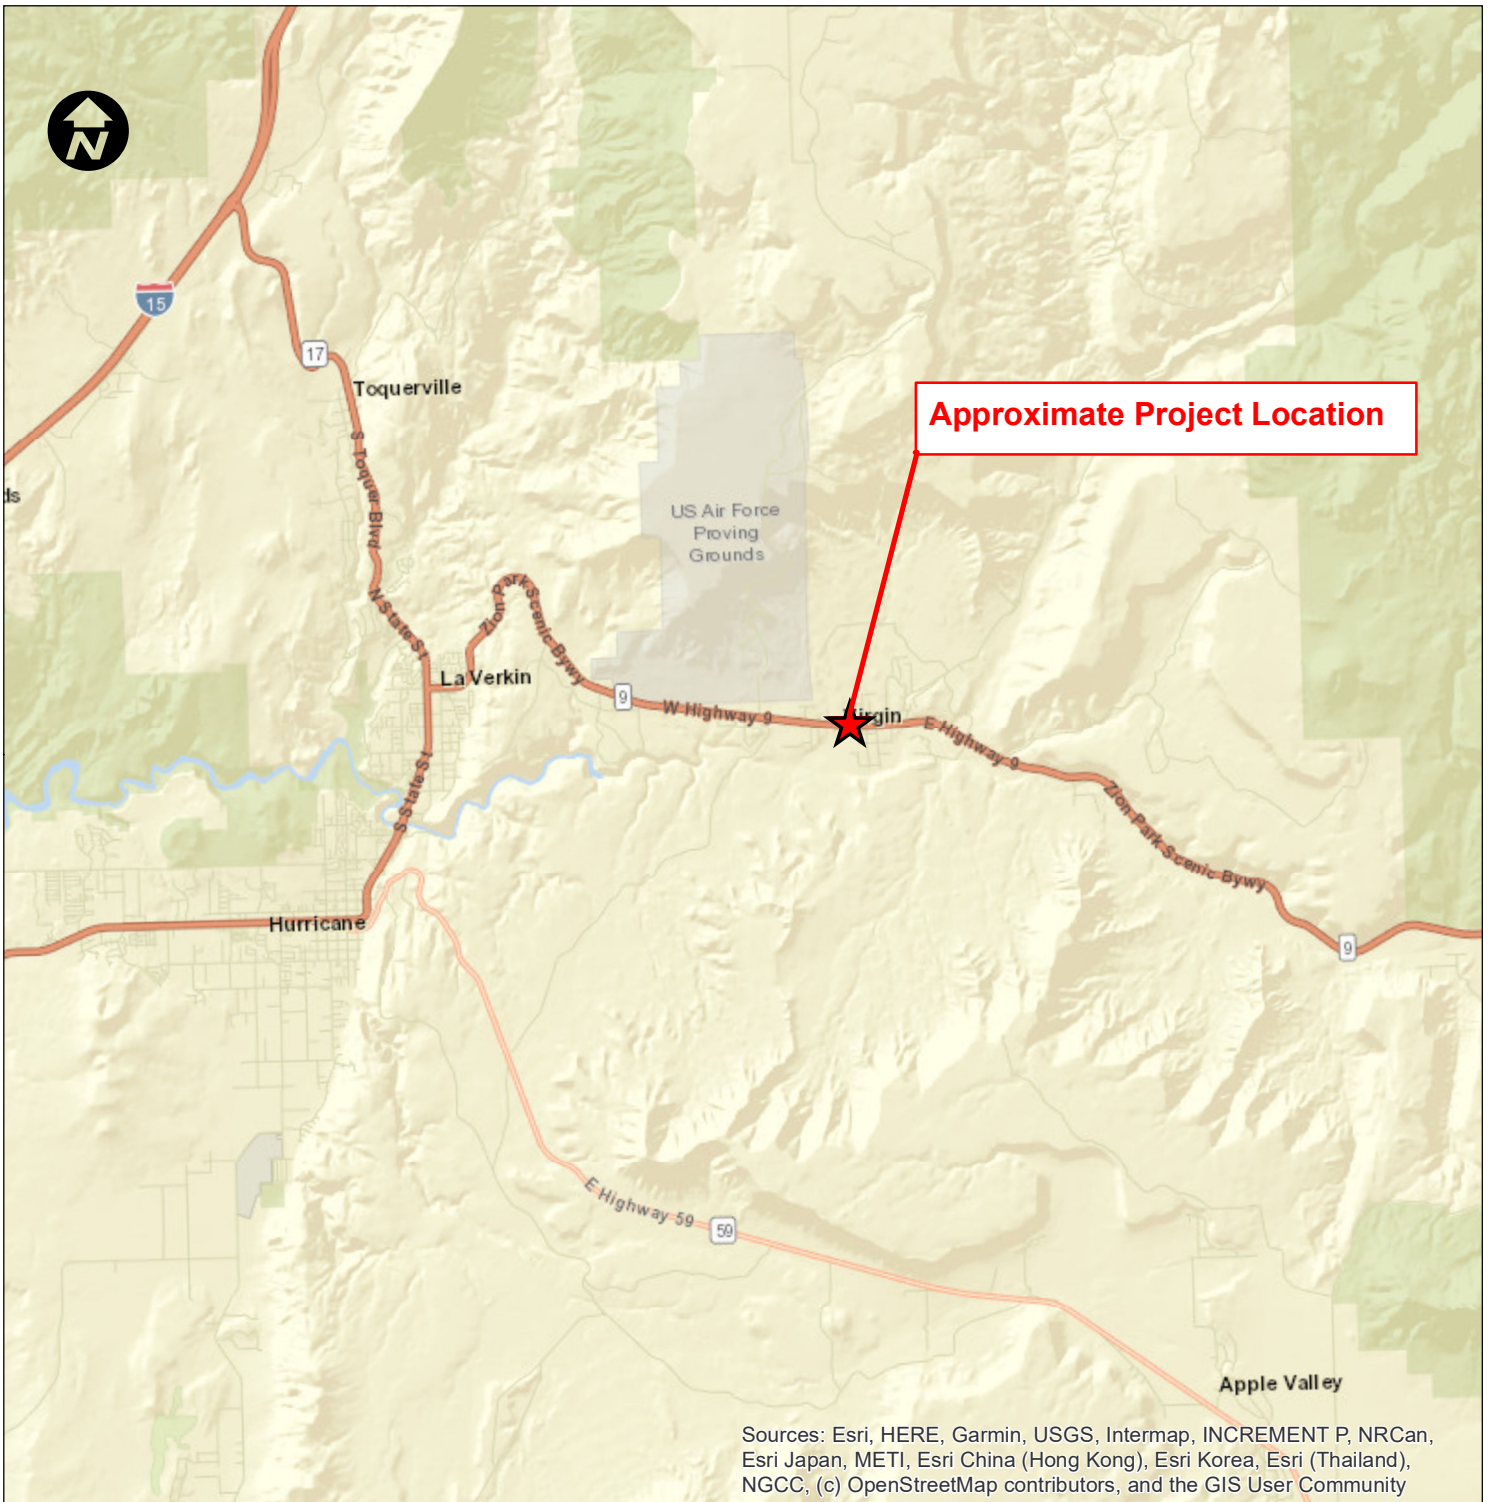 N
15
17
Toquerville
Approximate Project Location
S Toquer Blvd
ds
US Air Force
Proving
Grounds
Zion Park Scenic Bywy
N State St
La Verkin
9
W Highway 9
Virgin
E Highway 9
S State St
Zion Park Scenic Bywy
Hurricane
9
E Highway 59
59
Apple Valley
Sources: Esri, HERE, Garmin, USGS, Intermap, INCREMENT P, NRCan,
Esri Japan, METI, Esri China (Hong Kong), Esri Korea, Esri (Thailand),
NGCC, (c) OpenStreetMap contributors, and the GIS User Community